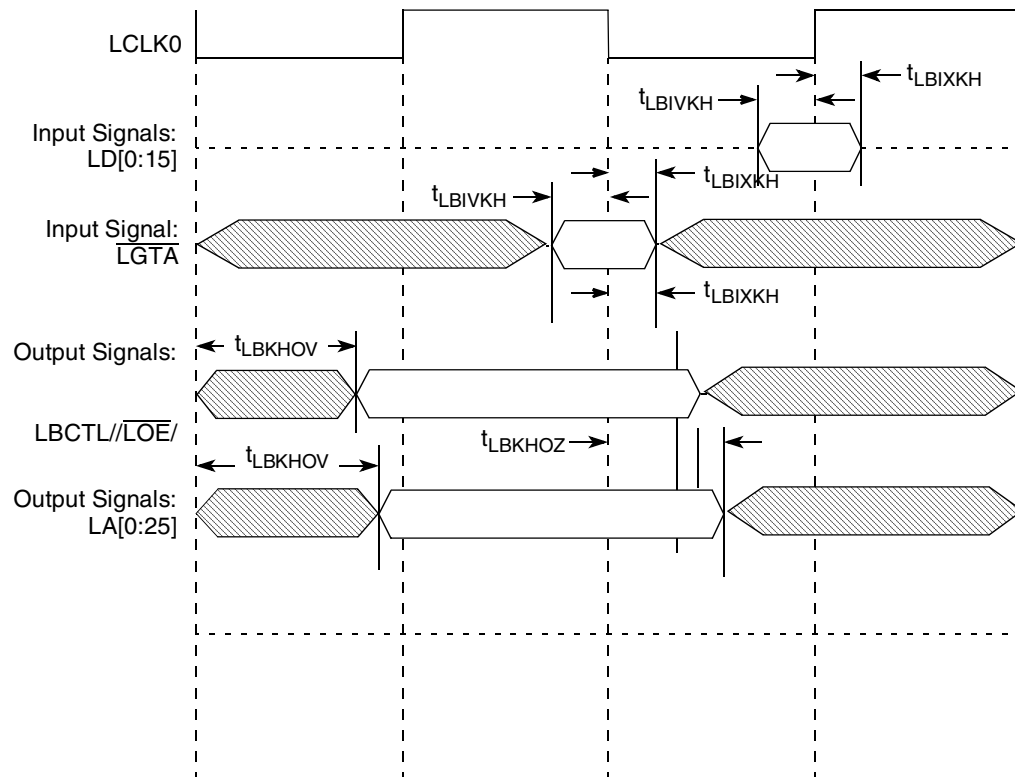 LCLK0
tLBIXKH
tLBIVKH
Input Signals:
LD[0:15]
tLBIVKH
tLBIXKH
Input Signal:
LGTA
tLBIXKH
Output Signals:
tLBKHOV
LBCTL//LOE/
tLBKHOZ
tLBKHOV
Output Signals:
LA[0:25]